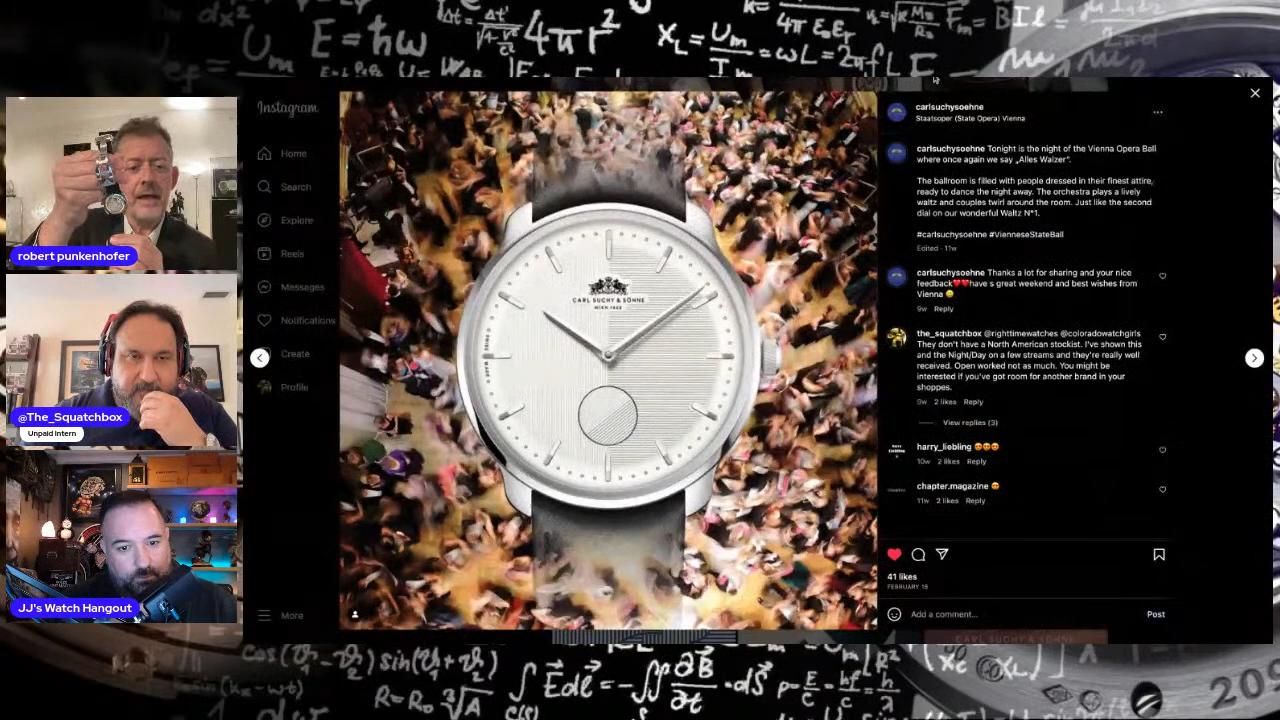 E=ħω
4πr²
robert punkenhofer
@The_Squatchbox
Unpaid Intern
JJ's Watch Hangout
Instagram
Home
Search
Explore
Reels
Messages
Notifications
Create
Profile
More
CARL SUCHY & SÖHNE
WIEN 1822
carlsuchysoehne
Staatsoper (State Opera) Vienna
carlsuchysoehne Tonight is the night of the Vienna Opera Ball
where once again we say „Alles Walzer".
The ballroom is filled with people dressed in their finest attire,
ready to dance the night away. The orchestra plays a lively
waltz and couples twirl around the room. Just like the second
dial on our wonderful Waltz N°1.
#carlsuchysoehne #VienneseStateBall
Edited · 11w
carlsuchysoehne Thanks a lot for sharing and your nice
feedback❤️❤️have s great weekend and best wishes from
Vienna 😀
9w Reply
the_squatchbox @righttimewatches @coloradowatchgirls
They don't have a North American stockist. I've shown this
and the Night/Day on a few streams and they're really well
received. Open worked not as much. You might be
interested if you've got room for another brand in your
shoppes.
9w 2 likes Reply
View replies (3)
harry_liebling 😍😍😍
10w 2 likes Reply
chapter.magazine 😍
11w 2 likes Reply
41 likes
FEBRUARY 15
Add a comment...
Post
CARL SUCHY & SÖHNE
R=R₀ ∛A
209